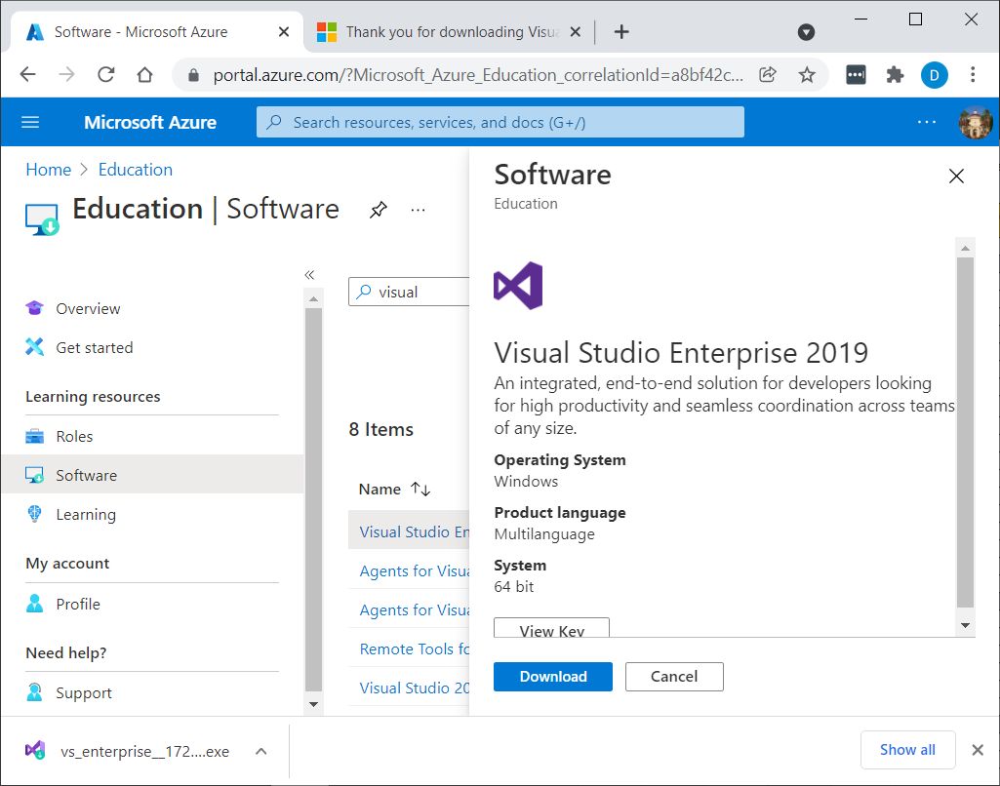 Software - Microsoft Azure
Thank you for downloading Visu
portal.azure.com/?Microsoft_Azure_Education_correlationId=a8bf42c...
D
Microsoft Azure
Search resources, services, and docs (G+/)
Home > Education
Education | Software
Overview
Get started
Learning resources
Roles
Software
Learning
My account
Profile
Need help?
Support
visual
8 Items
Name
Visual Studio En
Agents for Visua
Agents for Visua
Remote Tools fo
Visual Studio 20
Software
Education
Visual Studio Enterprise 2019
An integrated, end-to-end solution for developers looking
for high productivity and seamless coordination across teams
of any size.
Operating System
Windows
Product language
Multilanguage
System
64 bit
View Key
Download
Cancel
vs_enterprise__172....exe
Show all